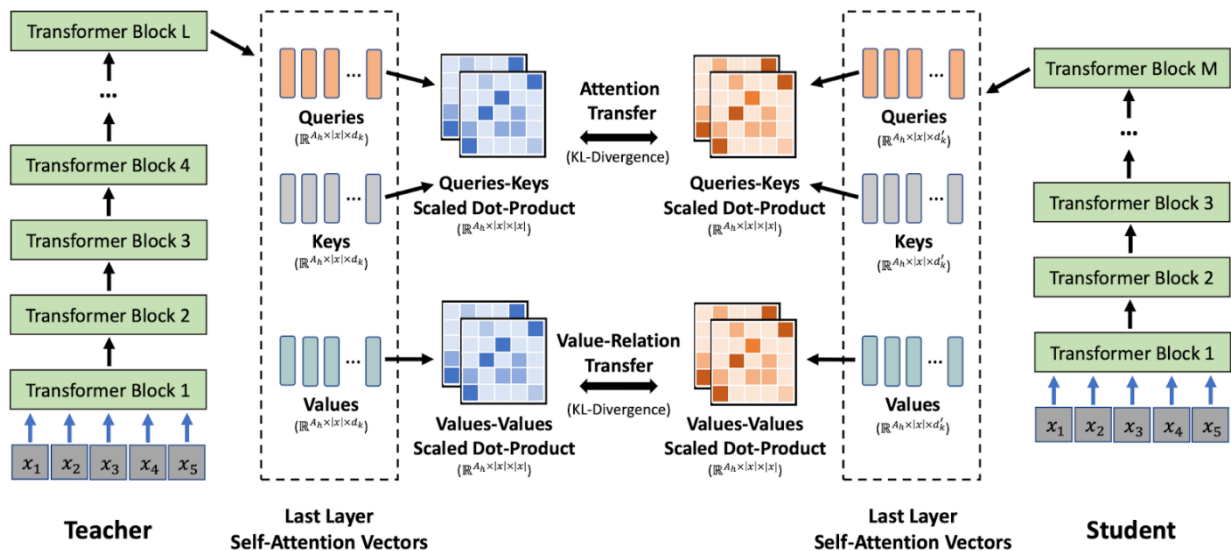 Transformer Block L
...
Transformer Block 4
Transformer Block 3
Transformer Block 2
Transformer Block 1
x₁ x₂ x₃ x₄ x₅
Teacher
...
Queries
(ℝ^{A_h×|x|×d_k})
...
Keys
(ℝ^{A_h×|x|×d_k})
...
Values
(ℝ^{A_h×|x|×d_k})
Last Layer
Self-Attention Vectors
Queries-Keys
Scaled Dot-Product
(ℝ^{A_h×|x|×|x|})
Values-Values
Scaled Dot-Product
(ℝ^{A_h×|x|×|x|})
Attention
Transfer
(KL-Divergence)
Value-Relation
Transfer
(KL-Divergence)
Queries-Keys
Scaled Dot-Product
(ℝ^{A_h×|x|×|x|})
Values-Values
Scaled Dot-Product
(ℝ^{A_h×|x|×|x|})
...
Queries
(ℝ^{A_h×|x|×d'_k})
...
Keys
(ℝ^{A_h×|x|×d'_k})
...
Values
(ℝ^{A_h×|x|×d'_k})
Last Layer
Self-Attention Vectors
Transformer Block M
...
Transformer Block 3
Transformer Block 2
Transformer Block 1
x₁ x₂ x₃ x₄ x₅
Student